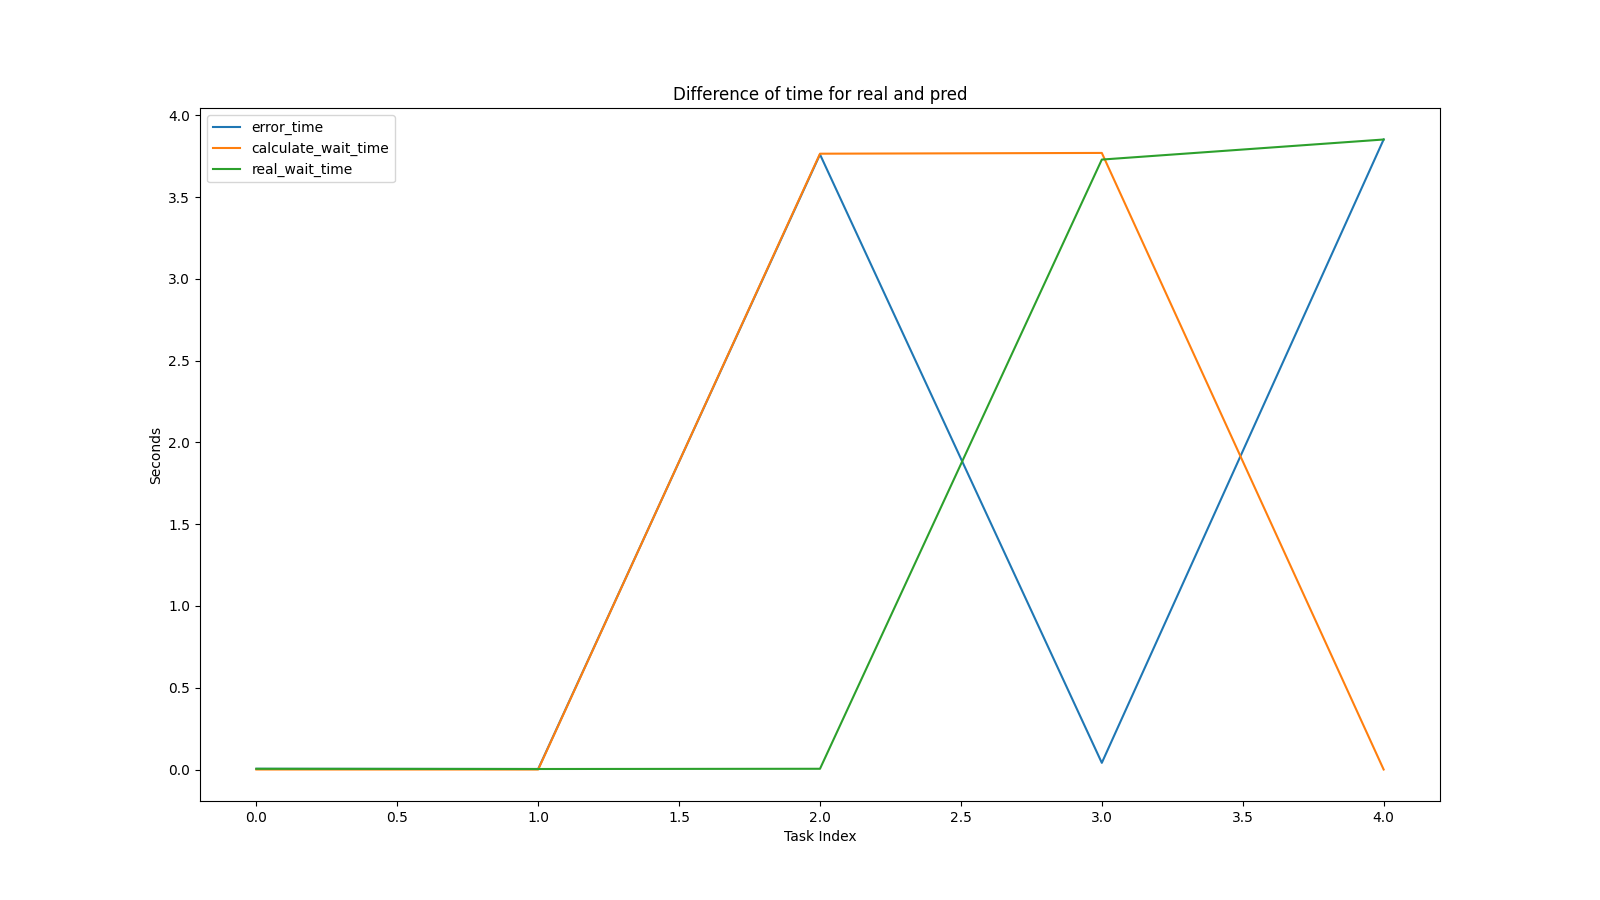 Difference of time for real and pred
error_time
calculate_wait_time
real_wait_time
4.0
3.5
3.0
2.5
2.0
1.5
1.0
0.5
0.0
Seconds
0.0 0.5 1.0 1.5 2.0 2.5 3.0 3.5 4.0
Task Index